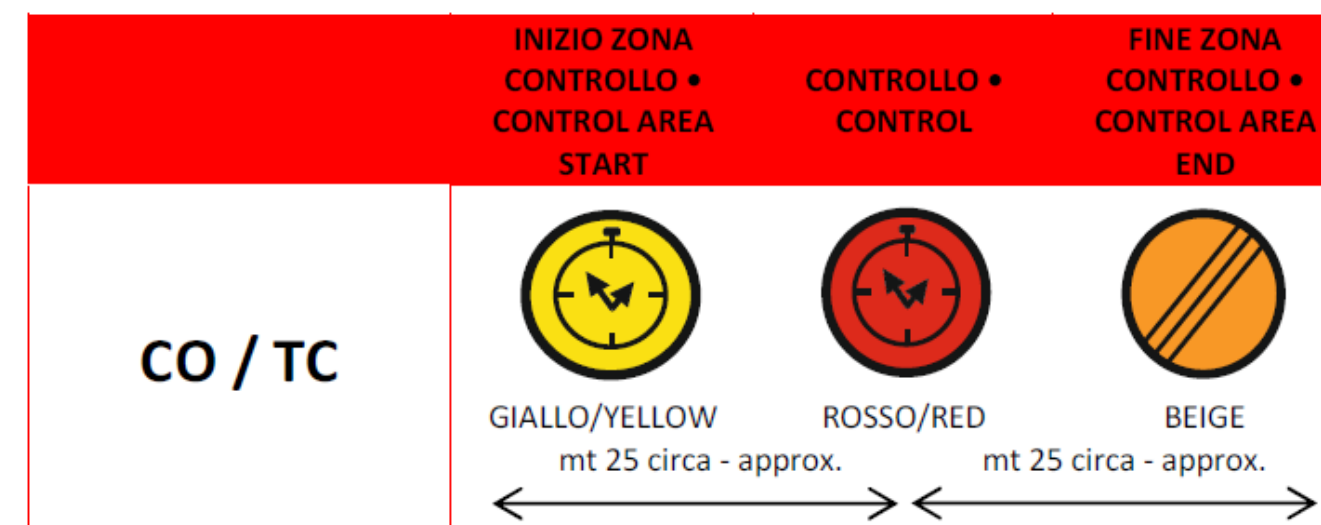 INIZIO ZONA
CONTROLLO •
CONTROL AREA
START
CONTROLLO •
CONTROL
FINE ZONA
CONTROLLO •
CONTROL AREA
END
CO / TC
GIALLO/YELLOW
ROSSO/RED
BEIGE
mt 25 circa - approx.
mt 25 circa - approx.